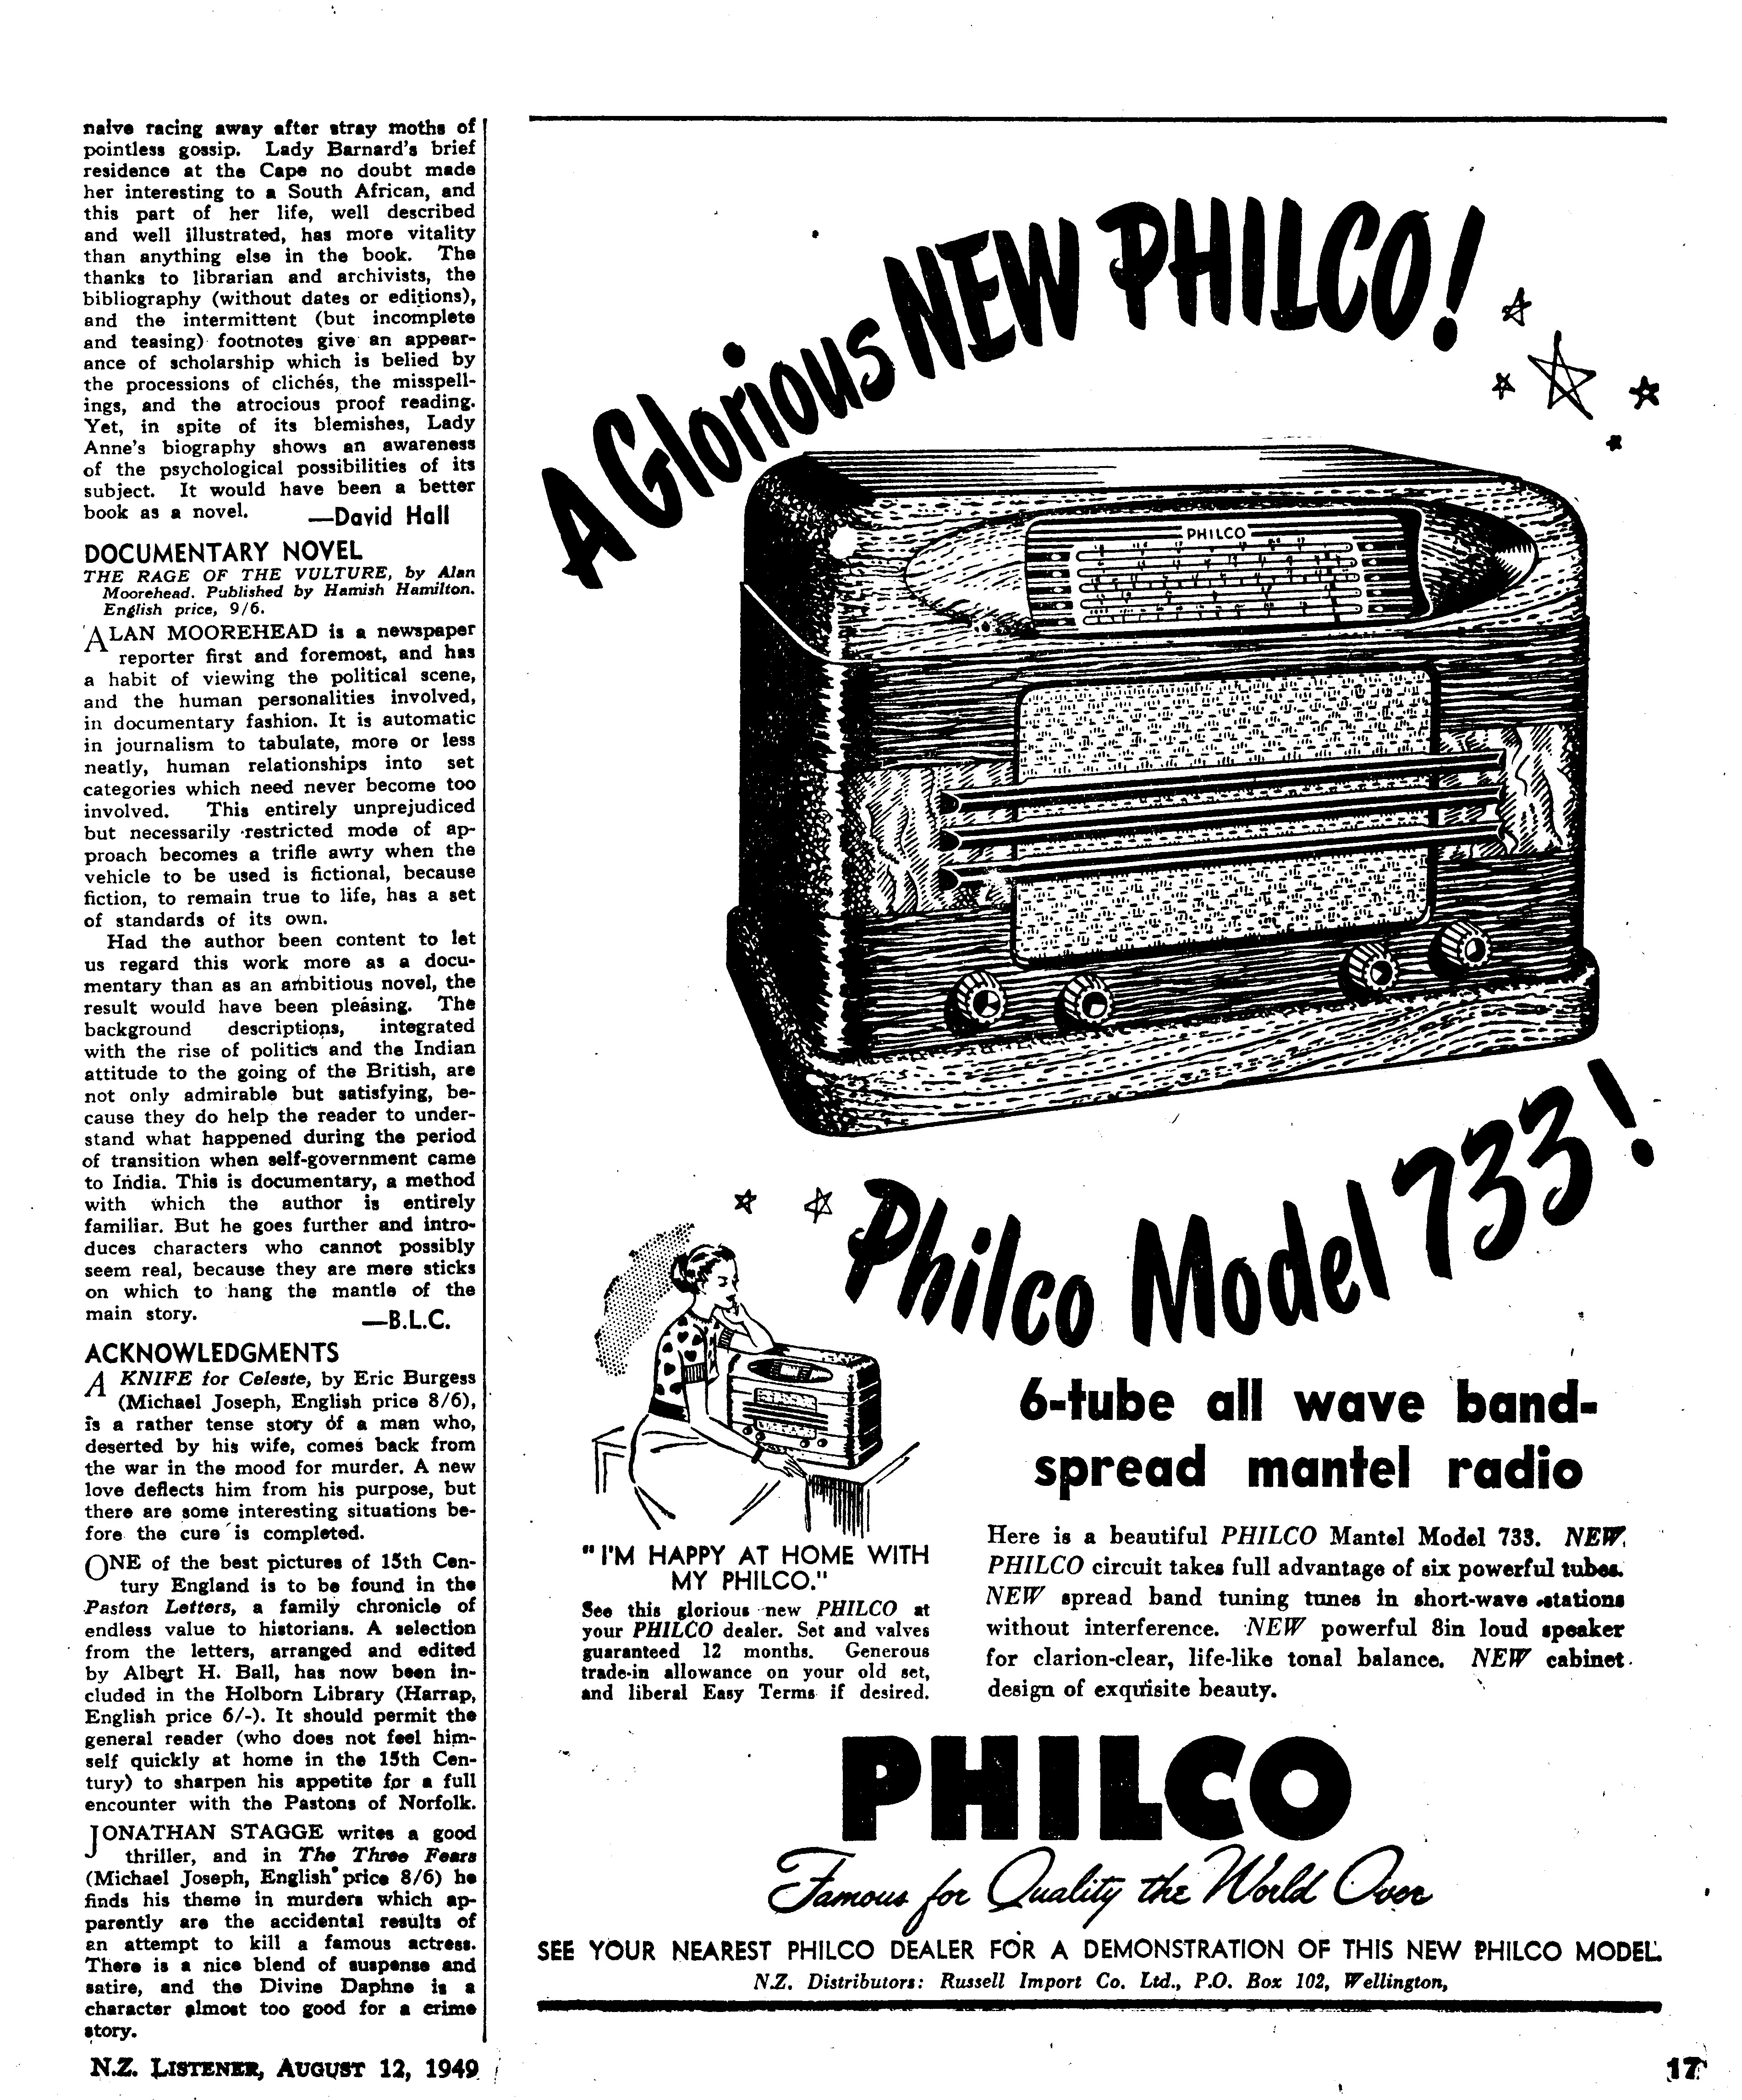 naive racing away after stray moths of
pointless gossip. Lady Barnard's brief
residence at the Cape no doubt made
her interesting to a South African, and
this part of her life, well described
and well illustrated, has more vitality
than anything else in the book. The
thanks to librarian and archivists, the
bibliography (without dates or editions),
and the intermittent (but incomplete
and teasing) footnotes give an appear-
ance of scholarship which is belied by
the processions of clichés, the misspell-
ings, and the atrocious proof reading.
Yet, in spite of its blemishes, Lady
Anne's biography shows an awareness
of the psychological possibilities of its
subject. It would have been a better
book as a novel. —David Hall
DOCUMENTARY NOVEL
THE RAGE OF THE VULTURE, by Alan
Moorehead. Published by Hamish Hamilton.
English price, 9/6.
ALAN MOOREHEAD is a newspaper
reporter first and foremost, and has
a habit of viewing the political scene,
and the human personalities involved,
in documentary fashion. It is automatic
in journalism to tabulate, more or less
neatly, human relationships into set
categories which need never become too
involved. This entirely unprejudiced
but necessarily restricted mode of ap-
proach becomes a trifle awry when the
vehicle to be used is fictional, because
fiction, to remain true to life, has a set
of standards of its own.
Had the author been content to let
us regard this work more as a docu-
mentary than as an ambitious novel, the
result would have been pleasing. The
background descriptions, integrated
with the rise of politics and the Indian
attitude to the going of the British, are
not only admirable but satisfying, be-
cause they do help the reader to under-
stand what happened during the period
of transition when self-government came
to India. This is documentary, a method
with which the author is entirely
familiar. But he goes further and intro-
duces characters who cannot possibly
seem real, because they are mere sticks
on which to hang the mantle of the
main story. —B.L.C.
ACKNOWLEDGMENTS
A KNIFE for Celeste, by Eric Burgess
(Michael Joseph, English price 8/6),
is a rather tense story of a man who,
deserted by his wife, comes back from
the war in the mood for murder. A new
love deflects him from his purpose, but
there are some interesting situations be-
fore the cure is completed.
ONE of the best pictures of 15th Cen-
tury England is to be found in the
Paston Letters, a family chronicle of
endless value to historians. A selection
from the letters, arranged and edited
by Albert H. Ball, has now been in-
cluded in the Holborn Library (Harrap,
English price 6/-). It should permit the
general reader (who does not feel him-
self quickly at home in the 15th Cen-
tury) to sharpen his appetite for a full
encounter with the Pastons of Norfolk.
JONATHAN STAGGE writes a good
thriller, and in The Three Fears
(Michael Joseph, English price 8/6) he
finds his theme in murders which ap-
parently are the accidental results of
an attempt to kill a famous actress.
There is a nice blend of suspense and
satire, and the Divine Daphne is a
character almost too good for a crime
story.
A Glorious NEW PHILCO!
PHILCO
Philco Model 733!
6-tube all wave band-
spread mantel radio
"I'M HAPPY AT HOME WITH
MY PHILCO."
See this glorious new PHILCO at
your PHILCO dealer. Set and valves
guaranteed 12 months. Generous
trade-in allowance on your old set,
and liberal Easy Terms if desired.
Here is a beautiful PHILCO Mantel Model 733. NEW
PHILCO circuit takes full advantage of six powerful tubes.
NEW spread band tuning tunes in short-wave stations
without interference. NEW powerful 8in loud speaker
for clarion-clear, life-like tonal balance. NEW cabinet
design of exquisite beauty.
PHILCO
Famous for Quality the World Over
SEE YOUR NEAREST PHILCO DEALER FOR A DEMONSTRATION OF THIS NEW PHILCO MODEL.
N.Z. Distributors: Russell Import Co. Ltd., P.O. Box 102, Wellington,
N.Z. LISTENER, AUGUST 12, 1949
17